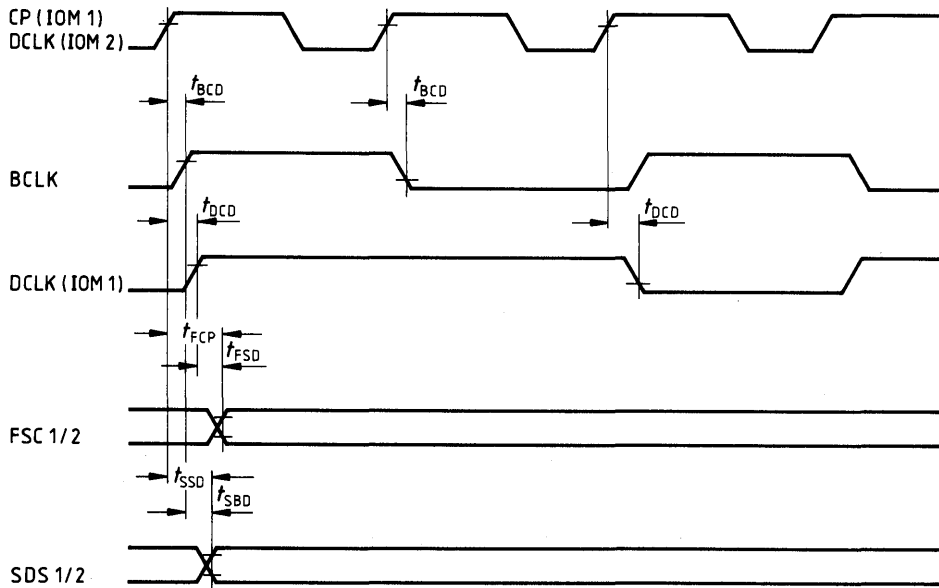 CP (IOM 1)
DCLK (IOM 2)
tBCD
tBCD
BCLK
tDCD
tDCD
DCLK (IOM 1)
tFCP
tFSD
FSC 1/2
tSSD
tSBD
SDS 1/2